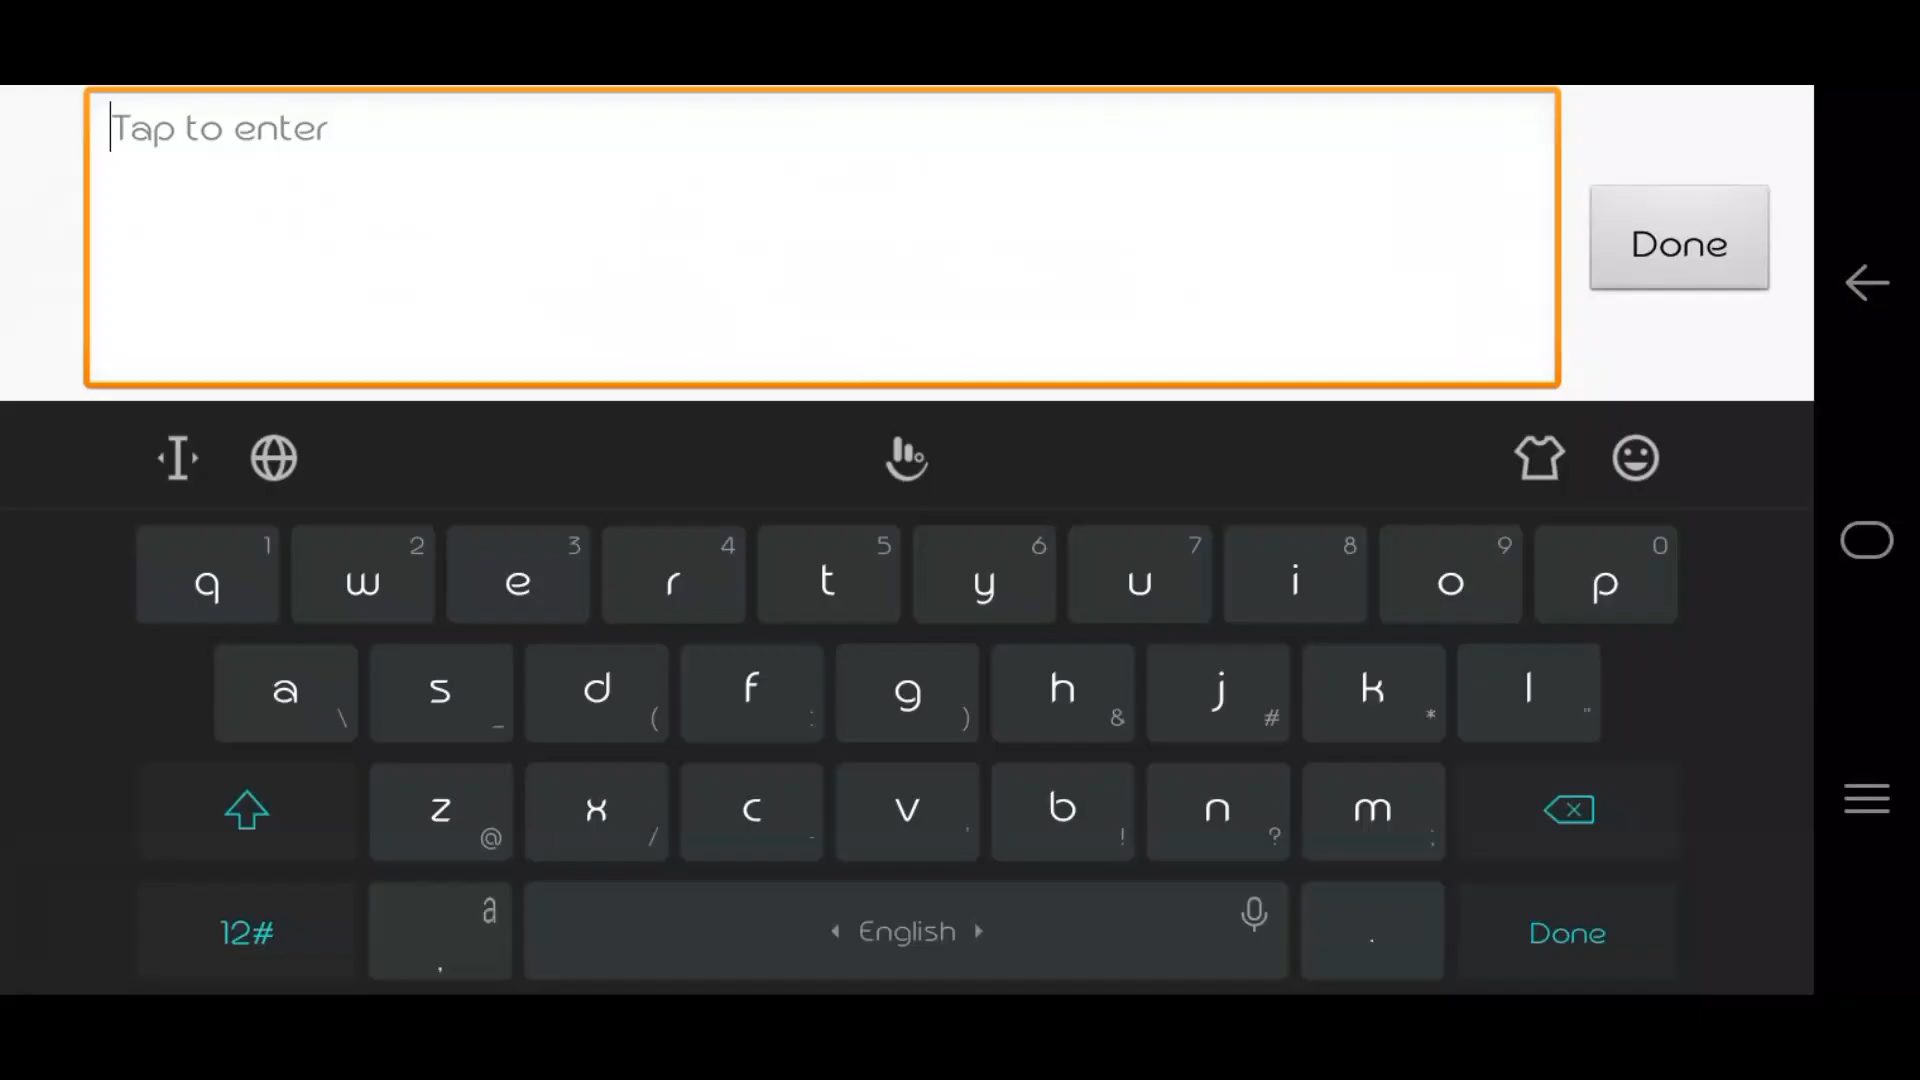 Tap to enter
Done
1 2 3 4 5 6 7 8 9 0
q w e r t y u i o p
a s d f g h j k l
\ _ ( : ) & # * "
z x c v b n m
@ / - ' ! ? ;
12# , a English . Done